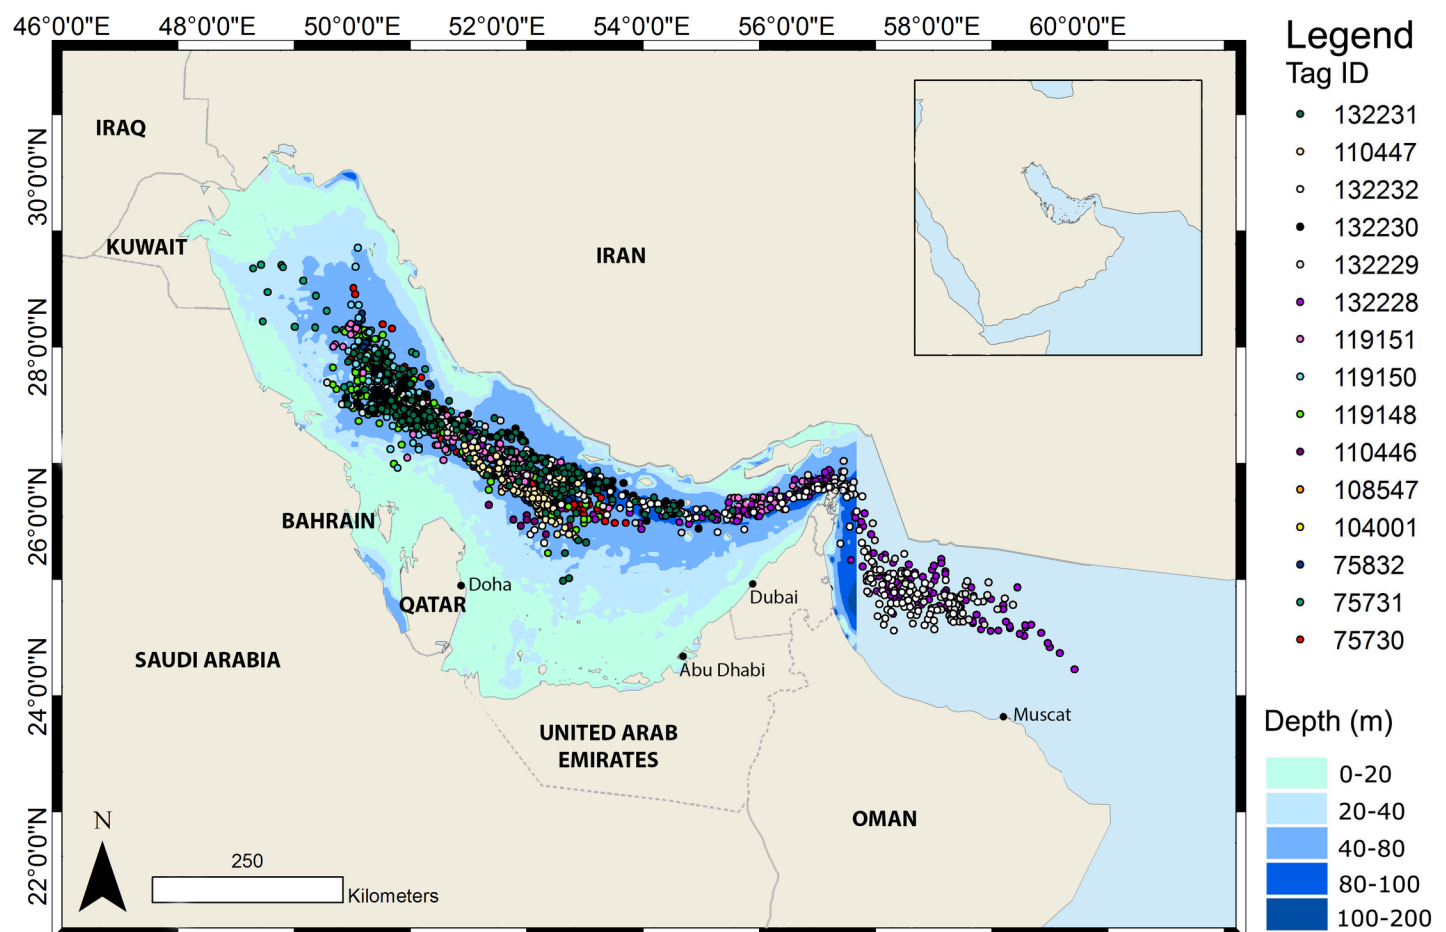 46°0'0"E 48°0'0"E 50°0'0"E 52°0'0"E 54°0'0"E 56°0'0"E 58°0'0"E 60°0'0"E
30°0'0"N
28°0'0"N
26°0'0"N
24°0'0"N
22°0'0"N
IRAQ
KUWAIT
IRAN
BAHRAIN
QATAR
Doha
Dubai
SAUDI ARABIA
Abu Dhabi
Muscat
UNITED ARAB
EMIRATES
OMAN
N
250
Kilometers
Legend
Tag ID
132231
110447
132232
132230
132229
132228
119151
119150
119148
110446
108547
104001
75832
75731
75730
Depth (m)
0-20
20-40
40-80
80-100
100-200